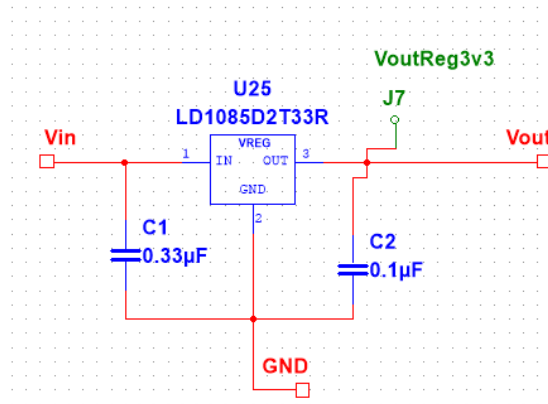 VoutReg3v3
U25
J7
LD1085D2T33R
Vin
VREG
Vout
1
IN
OUT
3
GND
2
C1
0.33µF
C2
0.1µF
GND